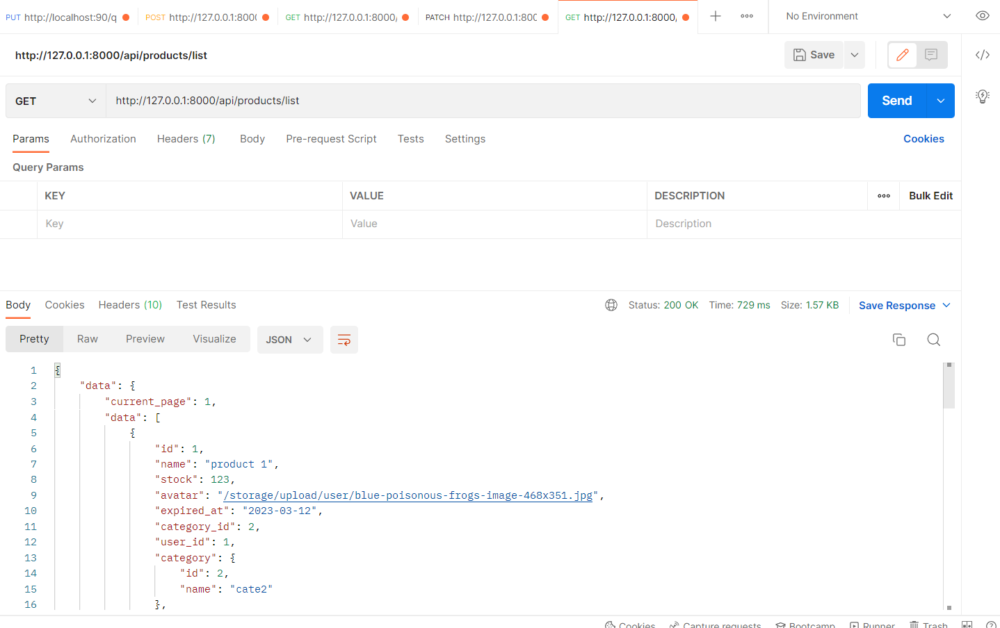 PUT http://localhost:90/q POST http://127.0.0.1:8000 GET http://127.0.0.1:8000/ PATCH http://127.0.0.1:800 GET http://127.0.0.1:8000/ No Environment
http://127.0.0.1:8000/api/products/list Save
GET http://127.0.0.1:8000/api/products/list Send
Params Authorization Headers (7) Body Pre-request Script Tests Settings Cookies
Query Params
KEY VALUE DESCRIPTION Bulk Edit
Key Value Description
Body Cookies Headers (10) Test Results Status: 200 OK Time: 729 ms Size: 1.57 KB Save Response
Pretty Raw Preview Visualize JSON
1 {
2 "data": {
3 "current_page": 1,
4 "data": [
5 {
6 "id": 1,
7 "name": "product 1",
8 "stock": 123,
9 "avatar": "/storage/upload/user/blue-poisonous-frogs-image-468x351.jpg",
10 "expired_at": "2023-03-12",
11 "category_id": 2,
12 "user_id": 1,
13 "category": {
14 "id": 2,
15 "name": "cate2"
16 },
Cookies Capture requests Bootcamp Runner Trash